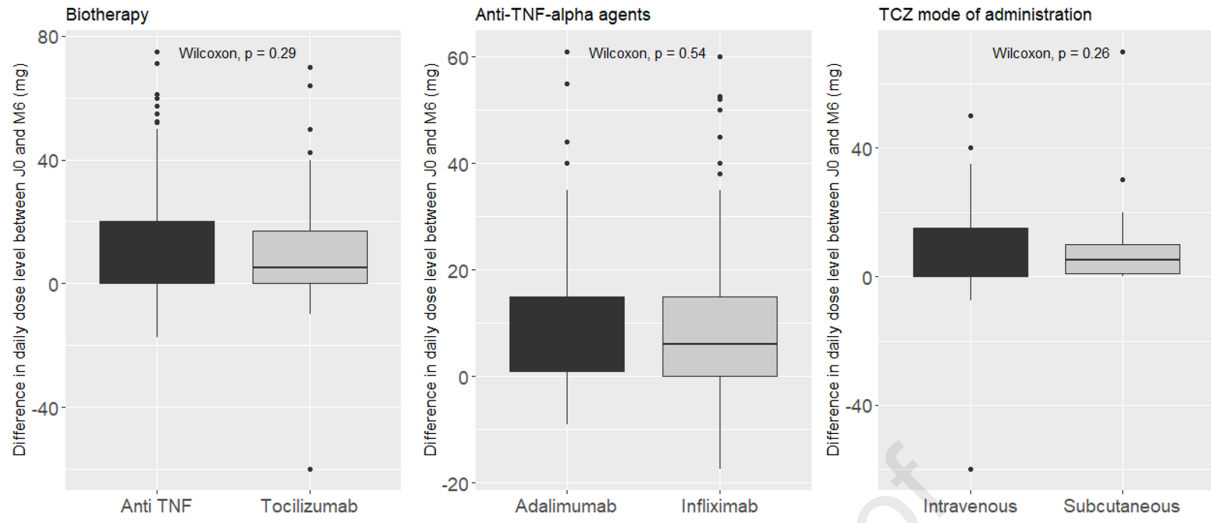 Biotherapy
Difference in daily dose level between J0 and M6 (mg)
80
40
0
-40
Wilcoxon, p = 0.29
Anti TNF
Tocilizumab
Anti-TNF-alpha agents
Difference in daily dose level between J0 and M6 (mg)
60
40
20
0
-20
Wilcoxon, p = 0.54
Adalimumab
Infliximab
TCZ mode of administration
Difference in daily dose level between J0 and M6 (mg)
40
0
-40
Wilcoxon, p = 0.26
Intravenous
Subcutaneous
of